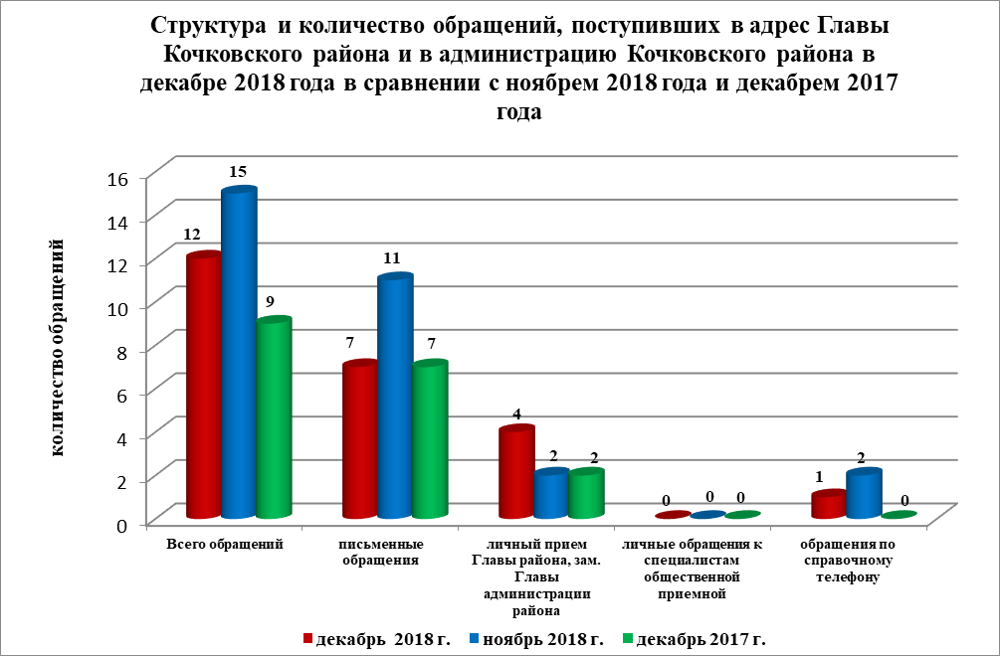 Структура и количество обращений, поступивших в адрес Главы
Кочковского района и в администрацию Кочковского района в
декабре 2018 года в сравнении с ноябрем 2018 года и декабрем 2017
года
количество обращений
16
14
12
10
8
6
4
2
0
12
15
9
7
11
7
4
2
2
0
0
0
1
2
0
Всего обращений
письменные
обращения
личный прием
Главы района, зам.
Главы
администрации
района
личные обращения к
специалистам
общественной
приемной
обращения по
справочному
телефону
декабрь 2018 г.
ноябрь 2018 г.
декабрь 2017 г.